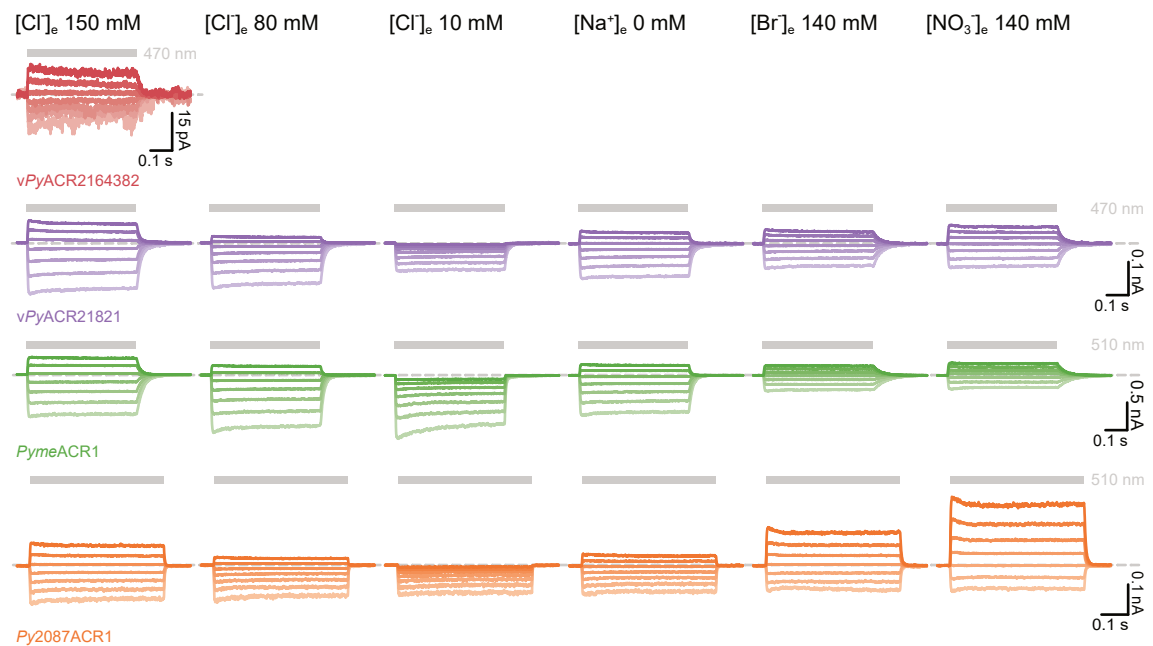 [Cl⁻]ₑ 150 mM [Cl⁻]ₑ 80 mM [Cl⁻]ₑ 10 mM [Na⁺]ₑ 0 mM [Br⁻]ₑ 140 mM [NO₃⁻]ₑ 140 mM
470 nm
15 pA
0.1 s
vPyACR2164382
470 nm
0.1 nA
0.1 s
vPyACR21821
510 nm
0.5 nA
0.1 s
PymeACR1
510 nm
0.1 nA
0.1 s
Py2087ACR1